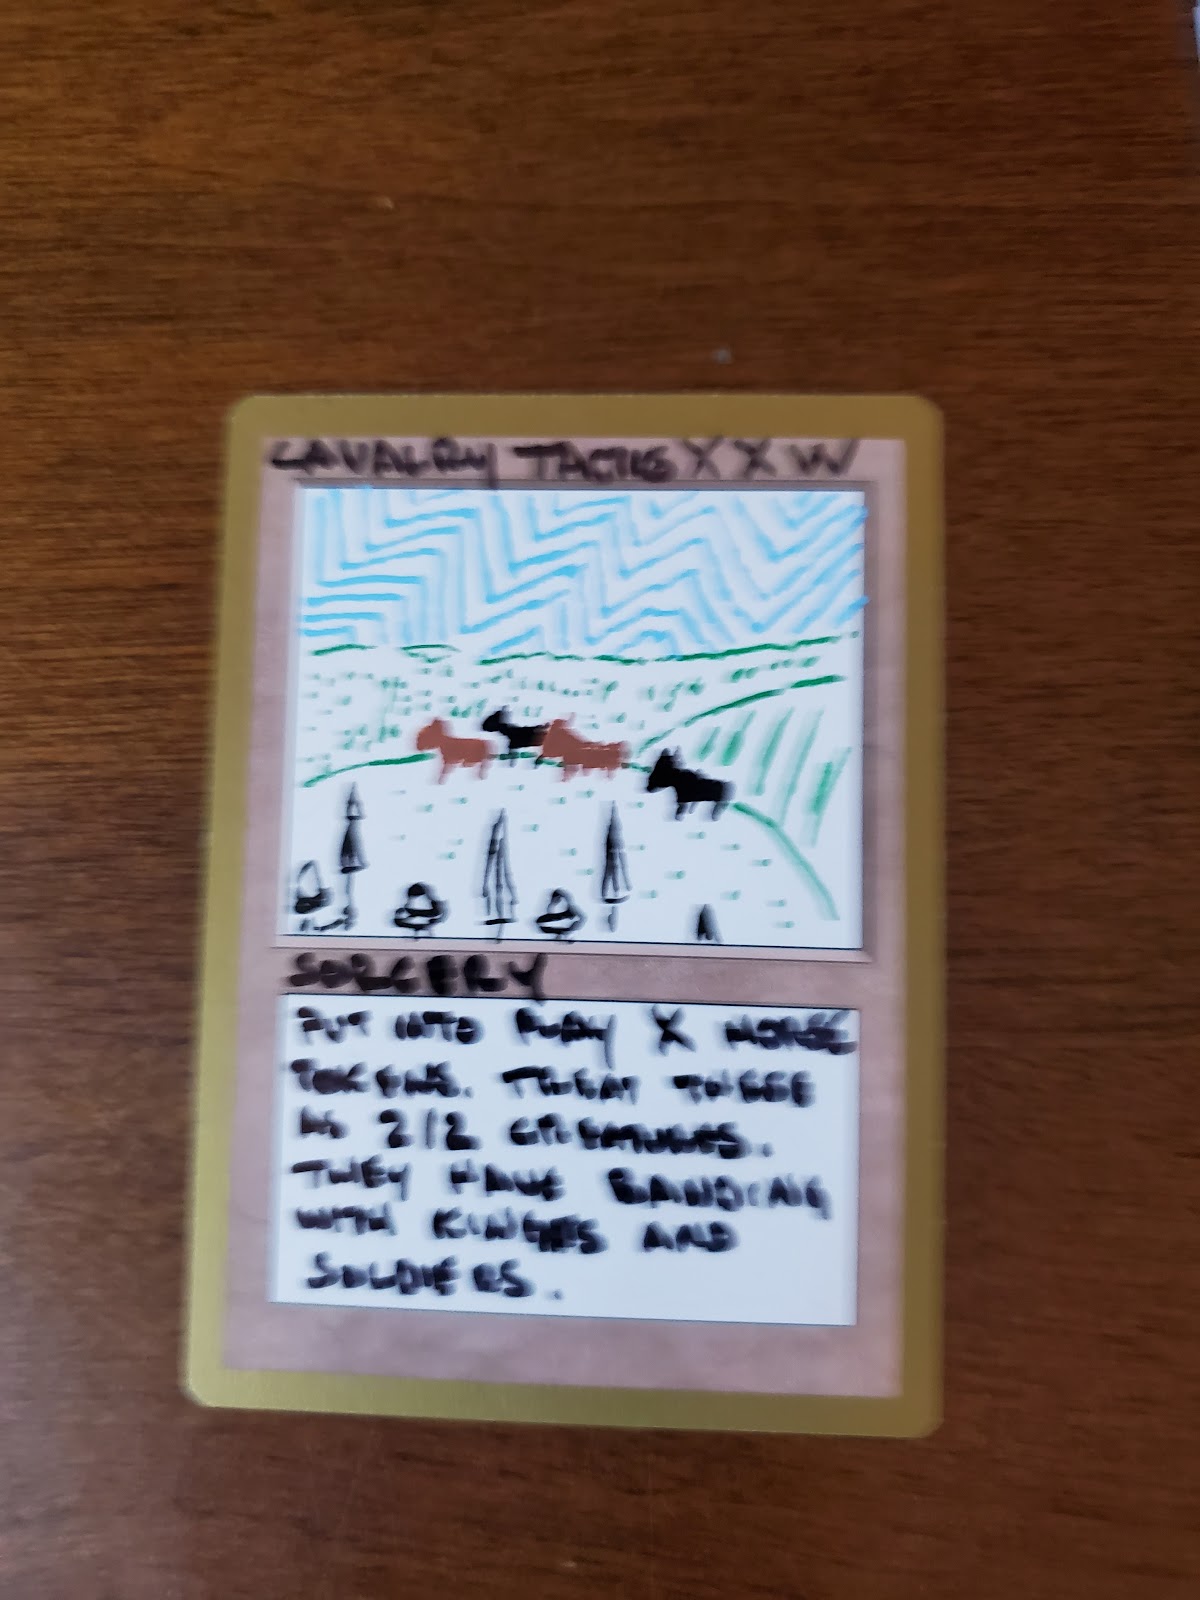 CAVALRY TACTICS X X W
SORCERY
PUT INTO PLAY X HORSE
TOKENS. TREAT THESE
AS 2/2 CREATURES.
THEY HAVE BANDING
WITH KINGHTS AND
SOLDIERS.